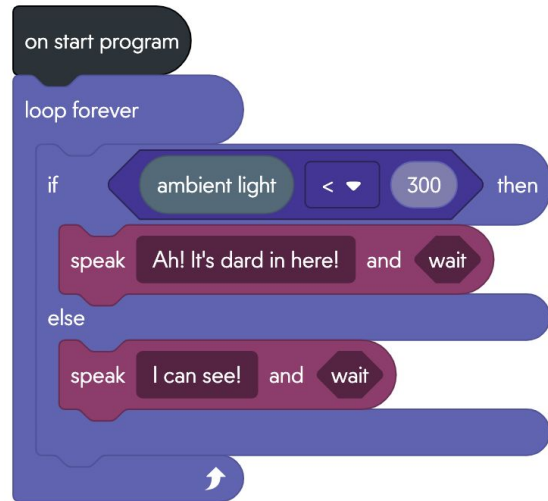 on start program
loop forever
if ambient light < 300 then
speak Ah! It's dard in here! and wait
else
speak I can see! and wait